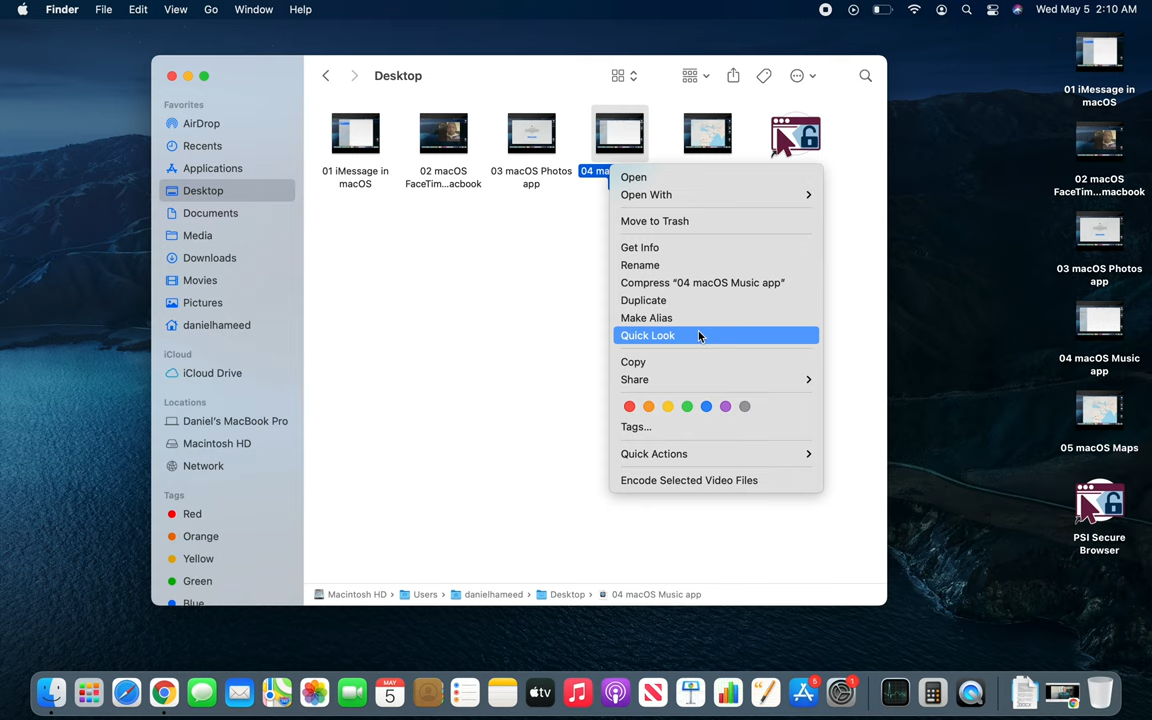 Finder File Edit View Go Window Help Wed May 5 2:10 AM
Desktop
Favorites
AirDrop
Recents
Applications
Desktop
Documents
Media
Movies
Downloads
Pictures
danielhameed
iCloud
iCloud Drive
Locations
Daniel's MacBook Pro
Macintosh HD
Network
Tags
Red
Orange
Yellow
Green
Blue
01 iMessage in
macOS
02 macOS
FaceTim...acbook
03 macOS Photos
app
04 ma
Open
Open With
Move to Trash
Get Info
Rename
Compress "04 macOS Music app"
Duplicate
Make Alias
Quick Look
Copy
Share
Tags...
Quick Actions
Encode Selected Video Files
Macintosh HD › Users › danielhameed › Desktop › 04 macOS Music app
01 iMessage in
macOS
02 macOS
FaceTim...macbook
03 macOS Photos
app
04 macOS Music
app
05 macOS Maps
PSI Secure
Browser
MAY
5
tv
5
1